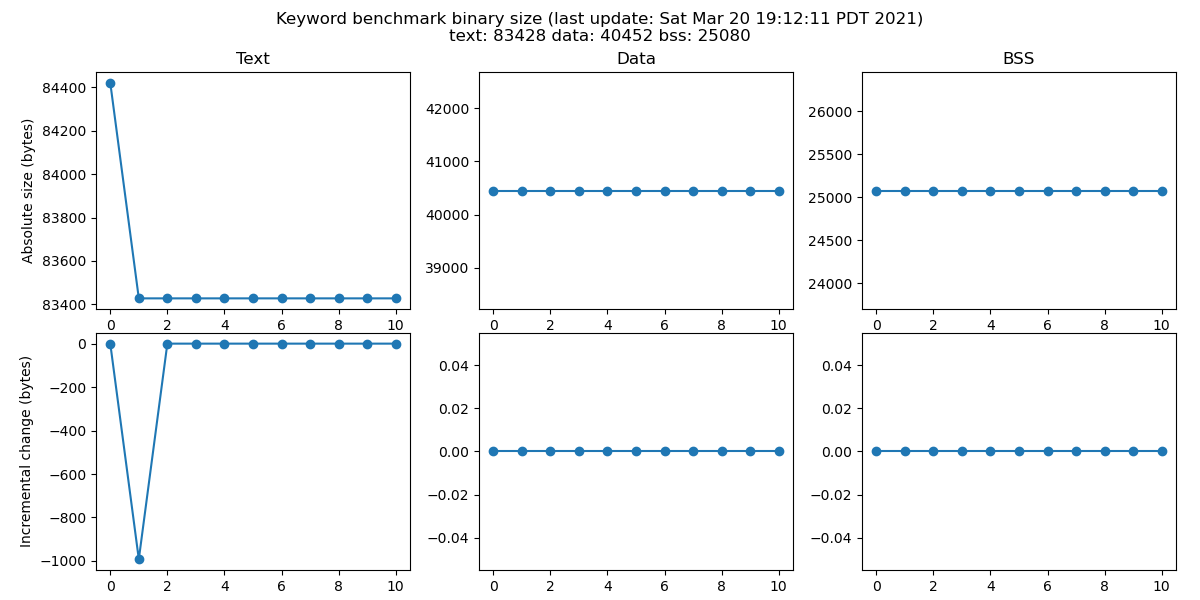 Keyword benchmark binary size (last update: Sat Mar 20 19:12:11 PDT 2021)
text: 83428 data: 40452 bss: 25080
Text
Data
BSS
Absolute size (bytes)
84400
84200
84000
83800
83600
83400
0 2 4 6 8 10
42000
41000
40000
39000
0 2 4 6 8 10
26000
25500
25000
24500
24000
0 2 4 6 8 10
Incremental change (bytes)
0
−200
−400
−600
−800
−1000
0 2 4 6 8 10
0.04
0.02
0.00
−0.02
−0.04
0 2 4 6 8 10
0.04
0.02
0.00
−0.02
−0.04
0 2 4 6 8 10